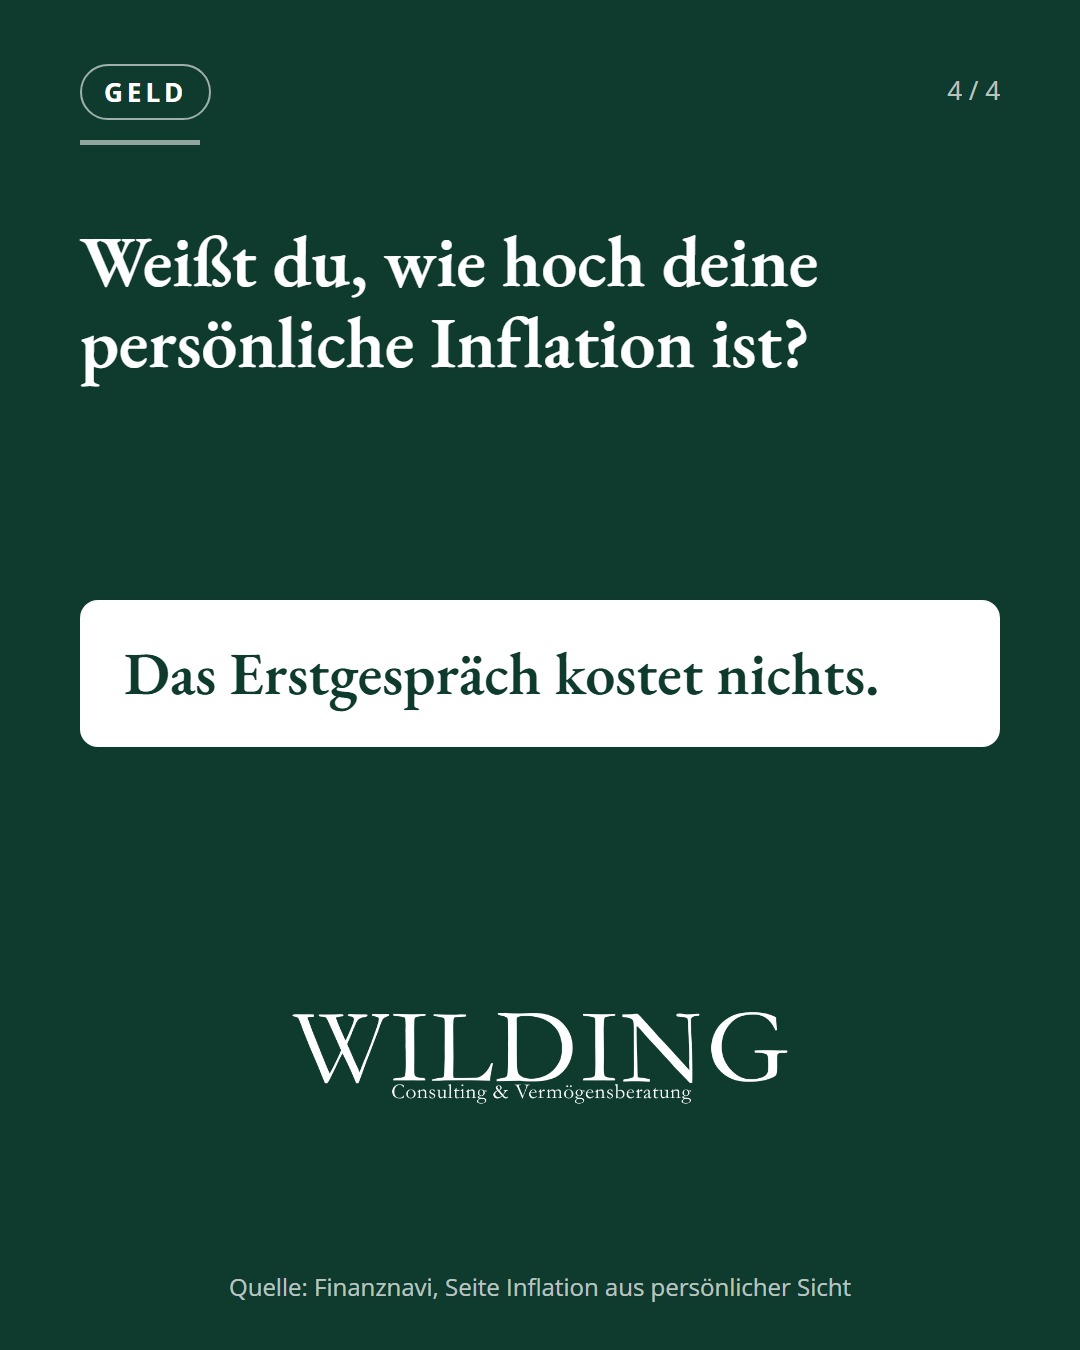 GELD
4 / 4
Weißt du, wie hoch deine
persönliche Inflation ist?
Das Erstgespräch kostet nichts.
WILDING
Consulting & Vermögensberatung
Quelle: Finanznavi, Seite Inflation aus persönlicher Sicht